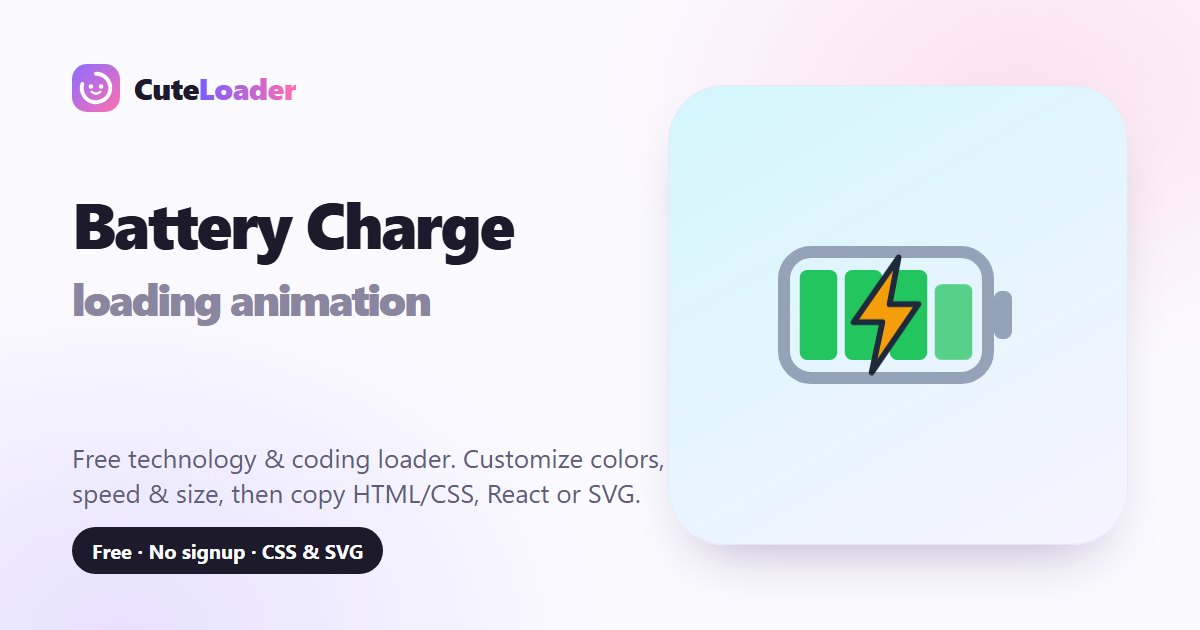 CuteLoader
Battery Charge
loading animation
Free technology & coding loader. Customize colors,
speed & size, then copy HTML/CSS, React or SVG.
Free · No signup · CSS & SVG